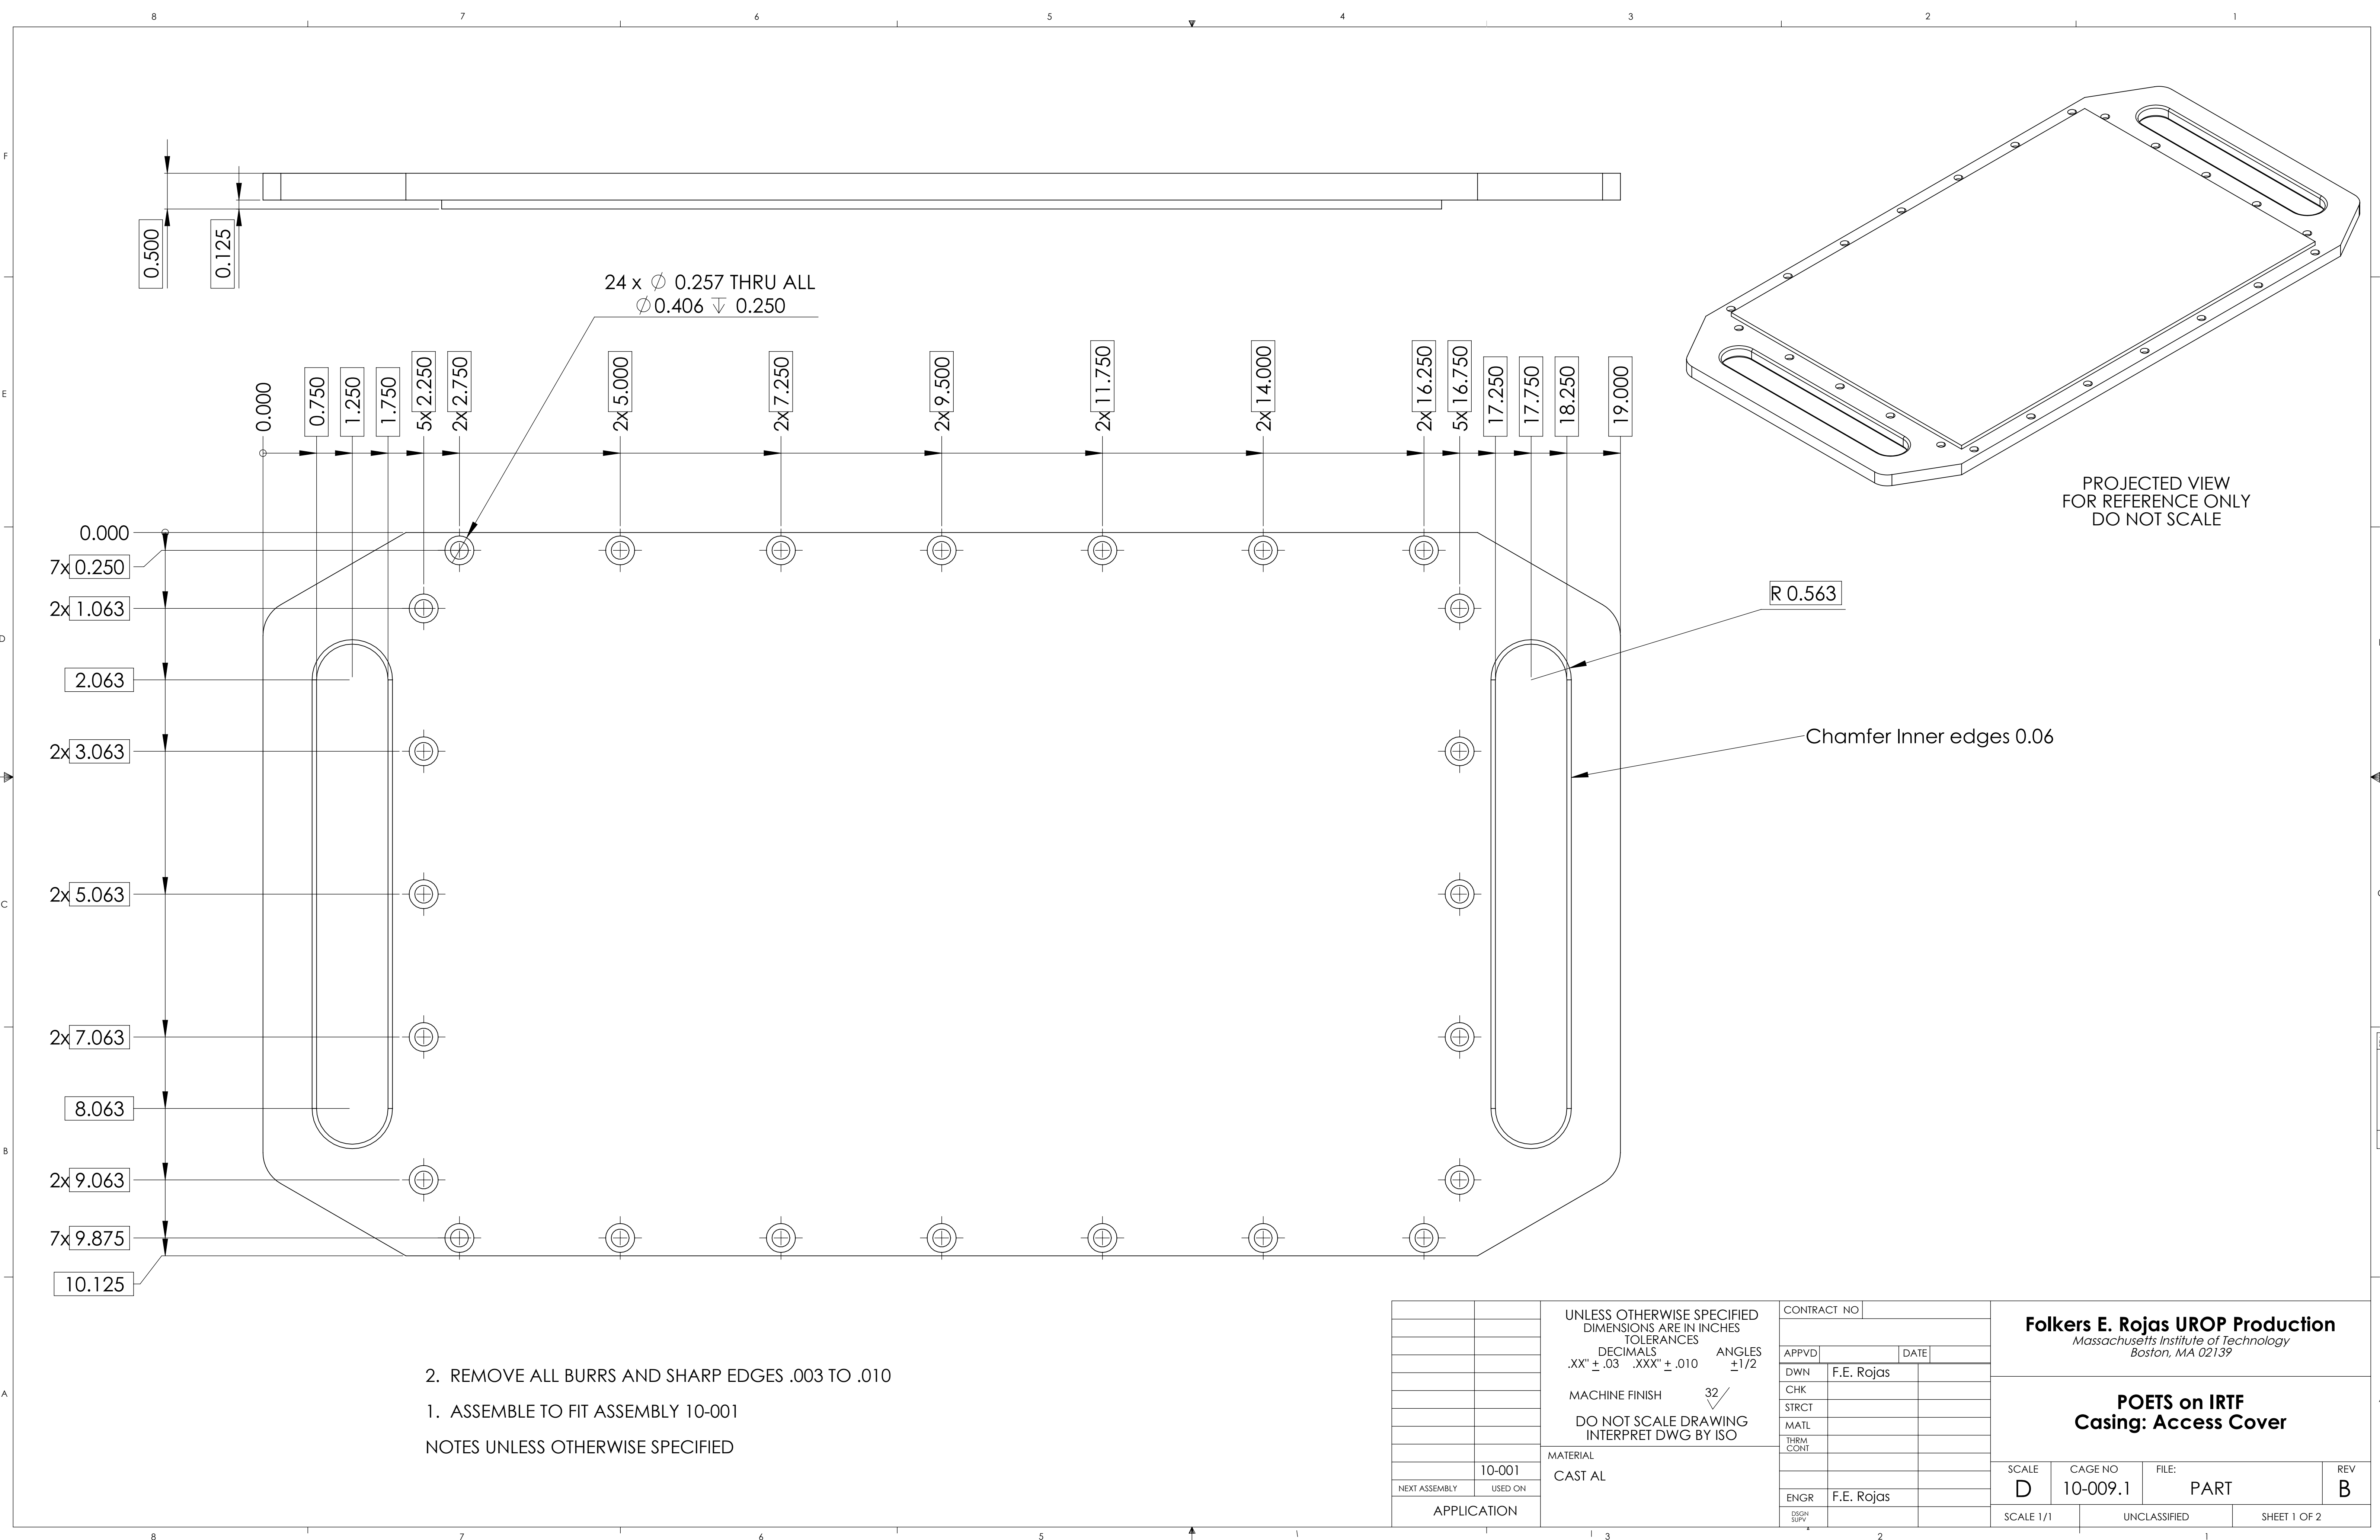 8 7 6 5 4 3 2 1
F
E
D
C
B
A
0.500
0.125
24 x ∅ 0.257 THRU ALL
∅0.406 ↧ 0.250
0.000
0.750
1.250
1.750
5x 2.250
2x 2.750
2x 5.000
2x 7.250
2x 9.500
2x 11.750
2x 14.000
2x 16.250
5x 16.750
17.250
17.750
18.250
19.000
PROJECTED VIEW
FOR REFERENCE ONLY
DO NOT SCALE
0.000
7x 0.250
2x 1.063
2.063
2x 3.063
2x 5.063
2x 7.063
8.063
2x 9.063
7x 9.875
10.125
R 0.563
Chamfer Inner edges 0.06
2. REMOVE ALL BURRS AND SHARP EDGES .003 TO .010
1. ASSEMBLE TO FIT ASSEMBLY 10-001
NOTES UNLESS OTHERWISE SPECIFIED
10-001
NEXT ASSEMBLY USED ON
APPLICATION
UNLESS OTHERWISE SPECIFIED
DIMENSIONS ARE IN INCHES
TOLERANCES
DECIMALS ANGLES
.XX" ± .03 .XXX" ± .010 ±1/2
MACHINE FINISH 32
DO NOT SCALE DRAWING
INTERPRET DWG BY ISO
MATERIAL
CAST AL
CONTRACT NO
APPVD DATE
DWN F.E. Rojas
CHK
STRCT
MATL
THRM
CONT
ENGR F.E. Rojas
DSGN
SUPV
Folkers E. Rojas UROP Production
Massachusetts Institute of Technology
Boston, MA 02139
POETS on IRTF
Casing: Access Cover
SCALE CAGE NO FILE: REV
D 10-009.1 PART B
SCALE 1/1 UNCLASSIFIED SHEET 1 OF 2
8 7 6 5 3 2 1